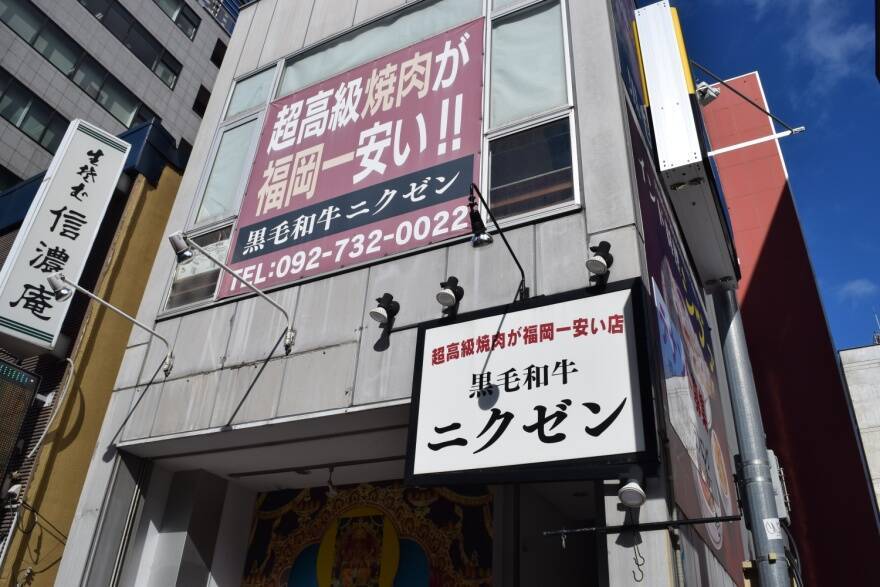 超高級焼肉が
福岡一安い!!
黒毛和牛ニクゼン
TEL:092-732-0022
超高級焼肉が福岡一安い店
黒毛和牛
ニクゼン
生そば
信濃庵